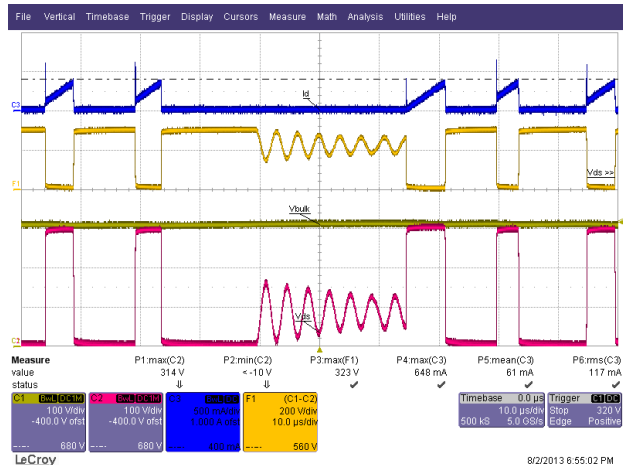 File Vertical Timebase Trigger Display Cursors Measure Math Analysis Utilities Help
C3
Id
F1
Vds >>
Vbulk
Vds
C2
Measure P1:max(C2) P2:min(C2) P3:max(F1) P4:max(C3) P5:mean(C3) P6:rms(C3)
value 314 V <-10 V 323 V 648 mA 61 mA 117 mA
status
C1 BwL DC1M
100 V/div
-400.0 V ofst
680 V
C2 BwL DC1M
100 V/div
-400.0 V ofst
680 V
F1 (C1-C2)
200 V/div
10.0 µs/div
560 V
Timebase 0.0 µs
10.0 µs/div
500 kS 5.0 GS/s
Trigger C1 DC
Stop 320 V
Edge Positive
LeCroy
8/2/2013 6:55:02 PM